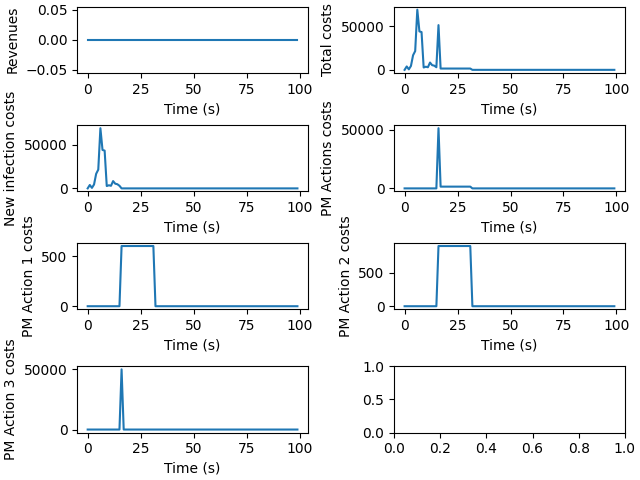 Revenues
0.05
0.00
−0.05
0 25 50 75 100
Time (s)
Total costs
50000
0
0 25 50 75 100
Time (s)
New infection costs
50000
0
0 25 50 75 100
Time (s)
PM Actions costs
50000
0
0 25 50 75 100
Time (s)
PM Action 1 costs
500
0
0 25 50 75 100
Time (s)
PM Action 2 costs
500
0
0 25 50 75 100
Time (s)
PM Action 3 costs
50000
0
0 25 50 75 100
Time (s)
1.0
0.5
0.0
0.0 0.2 0.4 0.6 0.8 1.0